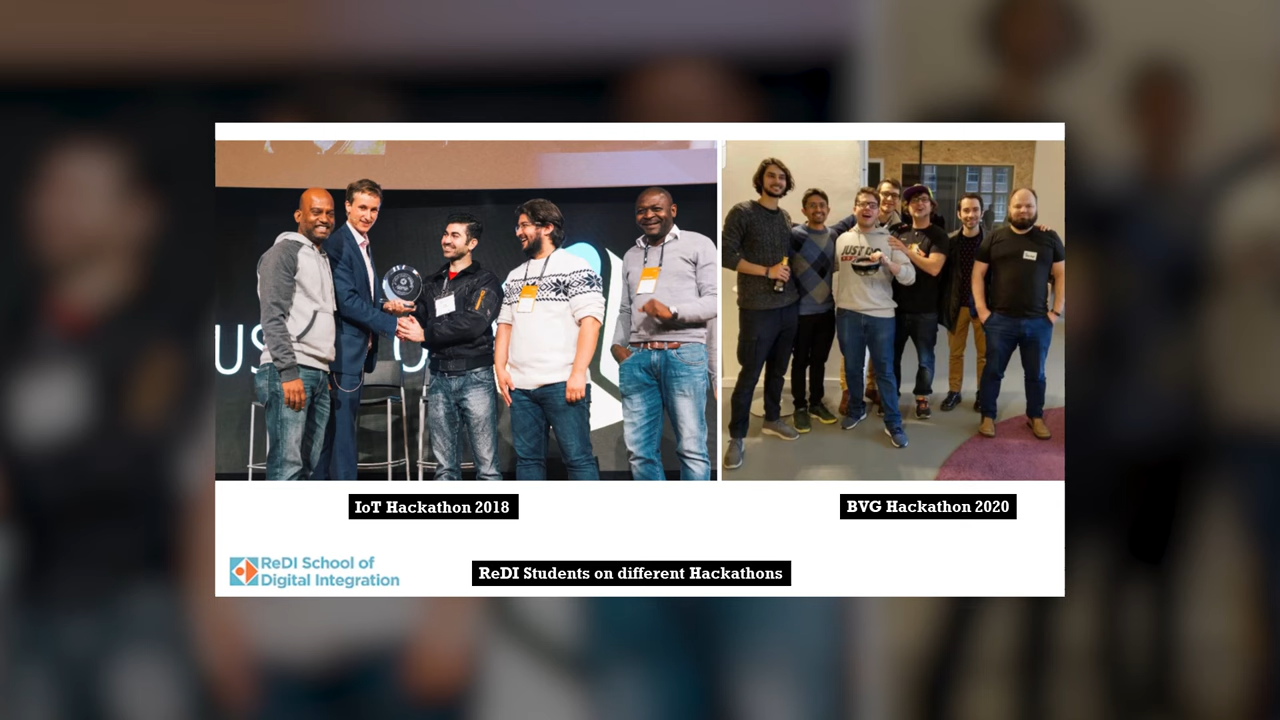 IoT Hackathon 2018
BVG Hackathon 2020
ReDI School of
Digital Integration
ReDI Students on different Hackathons